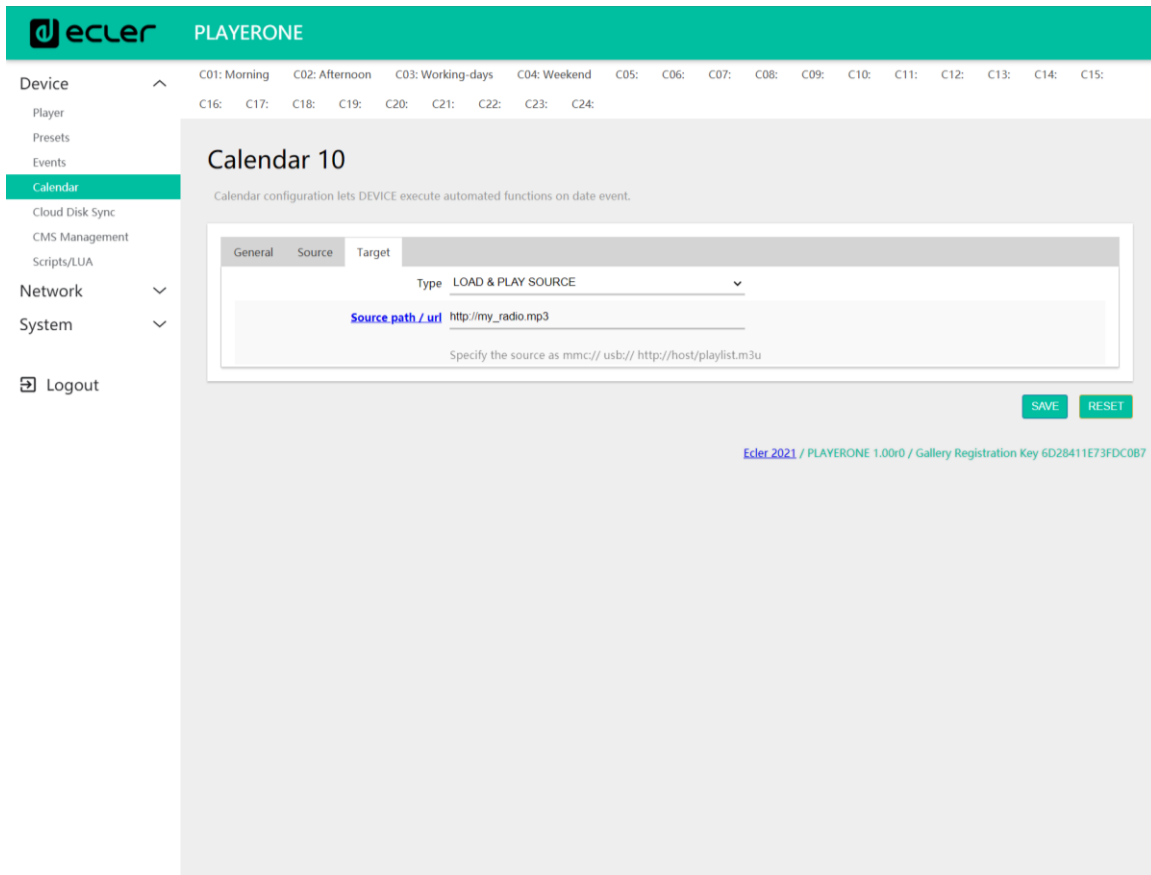 ecler PLAYERONE
Device
Player
Presets
Events
Calendar
Cloud Disk Sync
CMS Management
Scripts/LUA
Network
System
Logout
C01: Morning C02: Afternoon C03: Working-days C04: Weekend C05: C06: C07: C08: C09: C10: C11: C12: C13: C14: C15:
C16: C17: C18: C19: C20: C21: C22: C23: C24:
Calendar 10
Calendar configuration lets DEVICE execute automated functions on date event.
General Source Target
Type LOAD & PLAY SOURCE
Source path / url http://my_radio.mp3
Specify the source as mmc:// usb:// http://host/playlist.m3u
SAVE RESET
Ecler 2021 / PLAYERONE 1.00r0 / Gallery Registration Key 6D28411E73FDC0B7